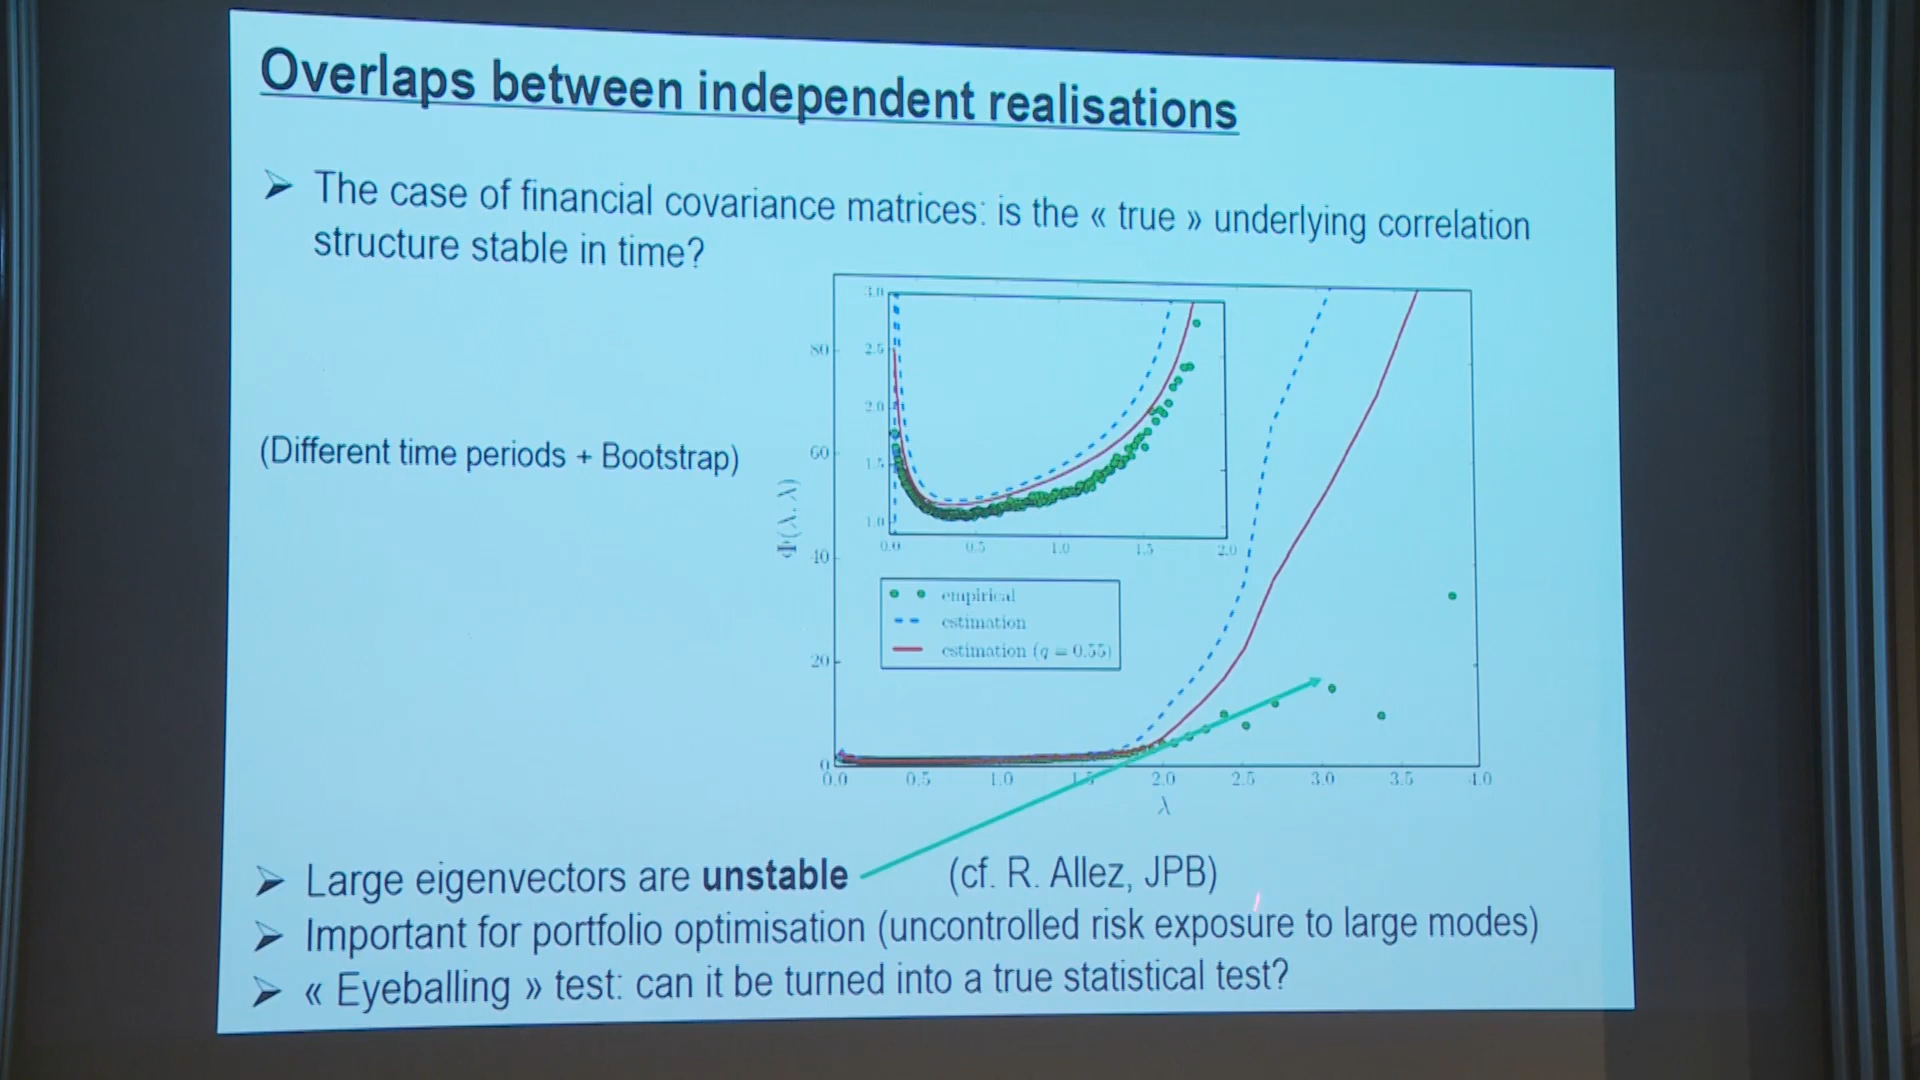 Overlaps between independent realisations
➢ The case of financial covariance matrices: is the « true » underlying correlation
structure stable in time?
(Different time periods + Bootstrap)
3.0
2.5
2.0
1.5
1.0
0.0 0.5 1.0 1.5 2.0
80
60
40
20
0
Φ(λ, λ)
empirical
estimation
estimation (q = 0.55)
0.0 0.5 1.0 1.5 2.0 2.5 3.0 3.5 4.0
λ
➢ Large eigenvectors are unstable (cf. R. Allez, JPB)
➢ Important for portfolio optimisation (uncontrolled risk exposure to large modes)
➢ « Eyeballing » test: can it be turned into a true statistical test?